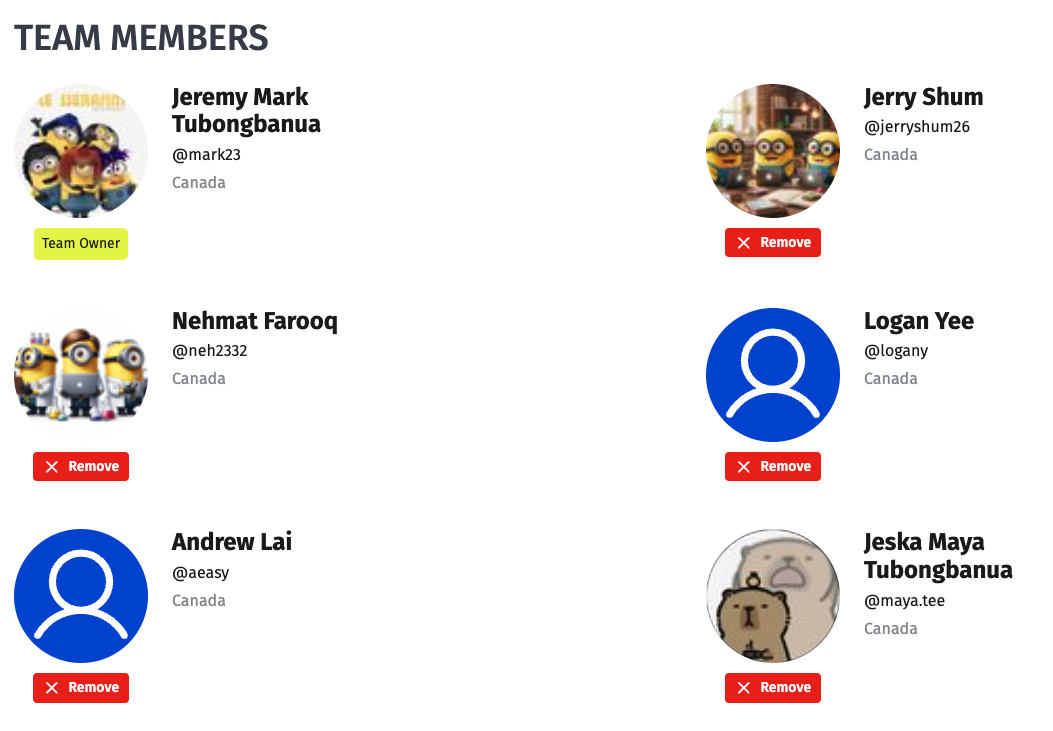 TEAM MEMBERS
Jeremy Mark
Tubongbanua
@mark23
Canada
Team Owner
Jerry Shum
@jerryshum26
Canada
Remove
Nehmat Farooq
@neh2332
Canada
Remove
Logan Yee
@logany
Canada
Remove
Andrew Lai
@aeasy
Canada
Remove
Jeska Maya
Tubongbanua
@maya.tee
Canada
Remove